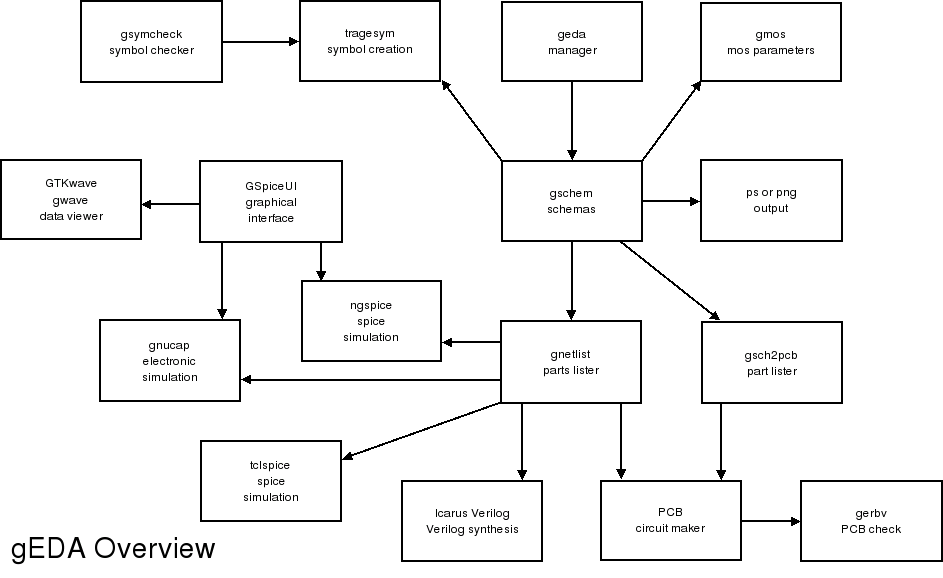 gsymcheck
symbol checker
tragesym
symbol creation
geda
manager
gmos
mos parameters
GTKwave
gwave
data viewer
GSpiceUI
graphical
interface
gschem
schemas
ps or png
output
ngspice
spice
simulation
gnucap
electronic
simulation
gnetlist
parts lister
gsch2pcb
part lister
tclspice
spice
simulation
Icarus Verilog
Verilog synthesis
PCB
circuit maker
gerbv
PCB check
gEDA Overview